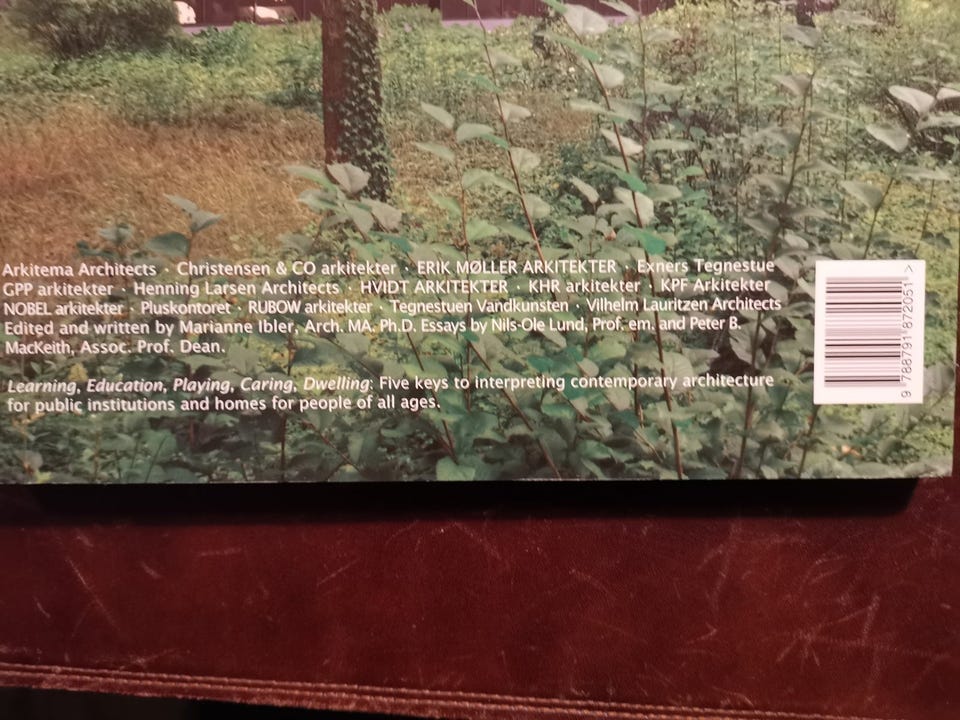 Arkitema Architects · Christensen & CO arkitekter · ERIK MØLLER ARKITEKTER · Exners Tegnestue
GPP arkitekter · Henning Larsen Architects · HVIDT ARKITEKTER · KHR arkitekter · KPF Arkitekter
NOBEL arkitekter · Pluskontoret · RUBOW arkitekter · Tegnestuen Vandkunsten · Vilhelm Lauritzen Architects
Edited and written by Marianne Ibler, Arch. MA. Ph.D. Essays by Nils-Ole Lund, Prof. em. and Peter B.
MacKeith, Assoc. Prof. Dean.
Learning, Education, Playing, Caring, Dwelling: Five keys to interpreting contemporary architecture
for public institutions and homes for people of all ages.
9 788791 872051 >